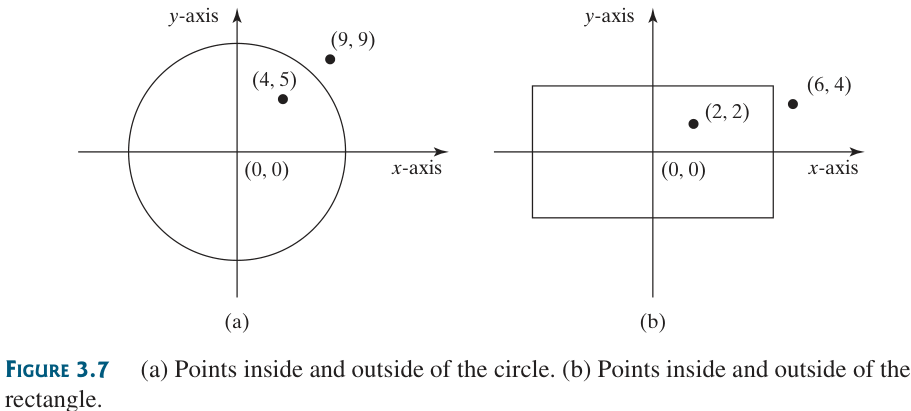 y-axis
(9, 9)
(4, 5)
(0, 0)
x-axis
(a)
y-axis
(6, 4)
(2, 2)
(0, 0)
x-axis
(b)
FIGURE 3.7 (a) Points inside and outside of the circle. (b) Points inside and outside of the
rectangle.